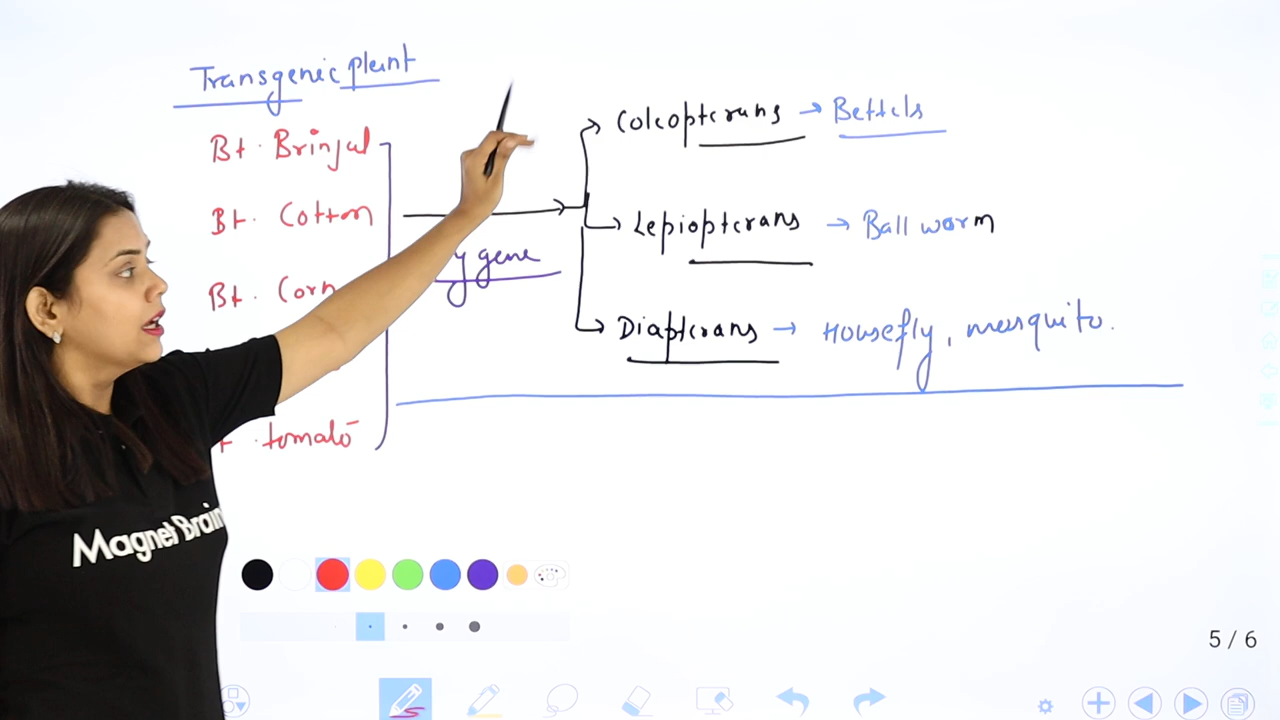 Transgenic plant
Bt. Brinjal
Bt. Cotton
Bt. Corn
tomato
gene
Coleopterans → Bettels
Lepiopterans → Ball worm
Diapterans → Housefly, mosquito.
Magnet Brain
5 / 6